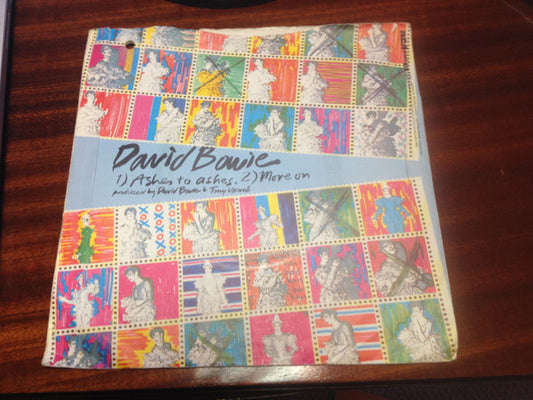 David Bowie
1) Ashes to ashes. 2) Move on
produced by David Bowie & Tony Visconti